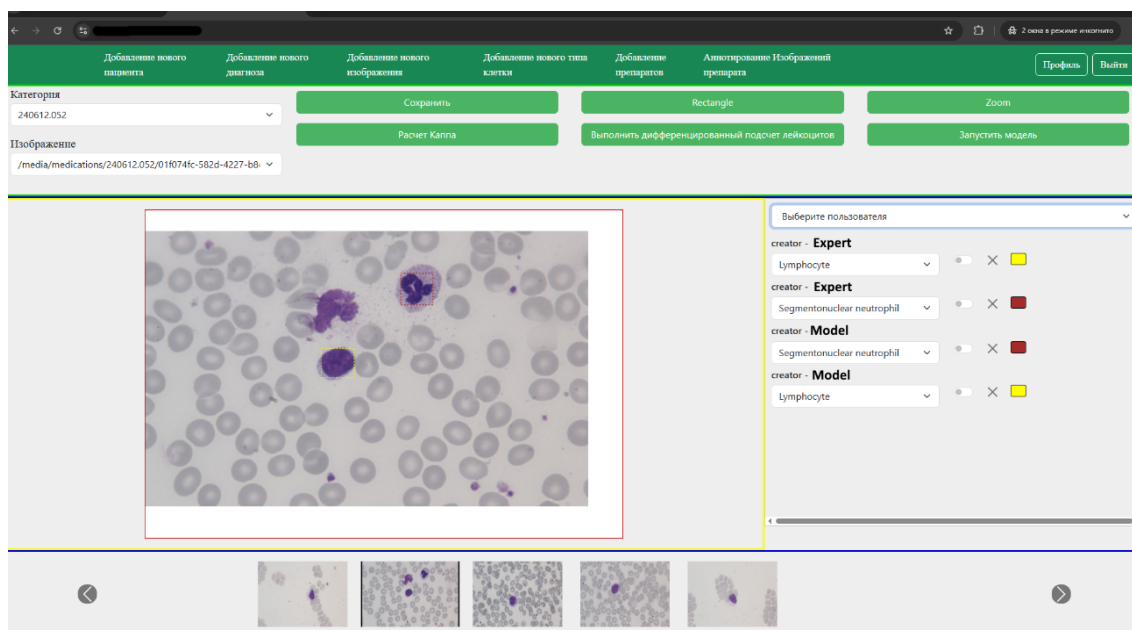 2 окна в режиме инкогнито
Добавление нового пациента
Добавление нового диагноза
Добавление нового изображения
Добавление нового типа клетки
Добавление препаратов
Аннотирование Изображений препарата
Профиль
Выйти
Категория
240612.052
Изображение
/media/medications/240612.052/01f074fc-582d-4227-b8
Сохранить
Rectangle
Zoom
Расчет Каппа
Выполнить дифференцированный подсчет лейкоцитов
Запустить модель
Выберите пользователя
creator - Expert
Lymphocyte
creator - Expert
Segmentonuclear neutrophil
creator - Model
Segmentonuclear neutrophil
creator - Model
Lymphocyte